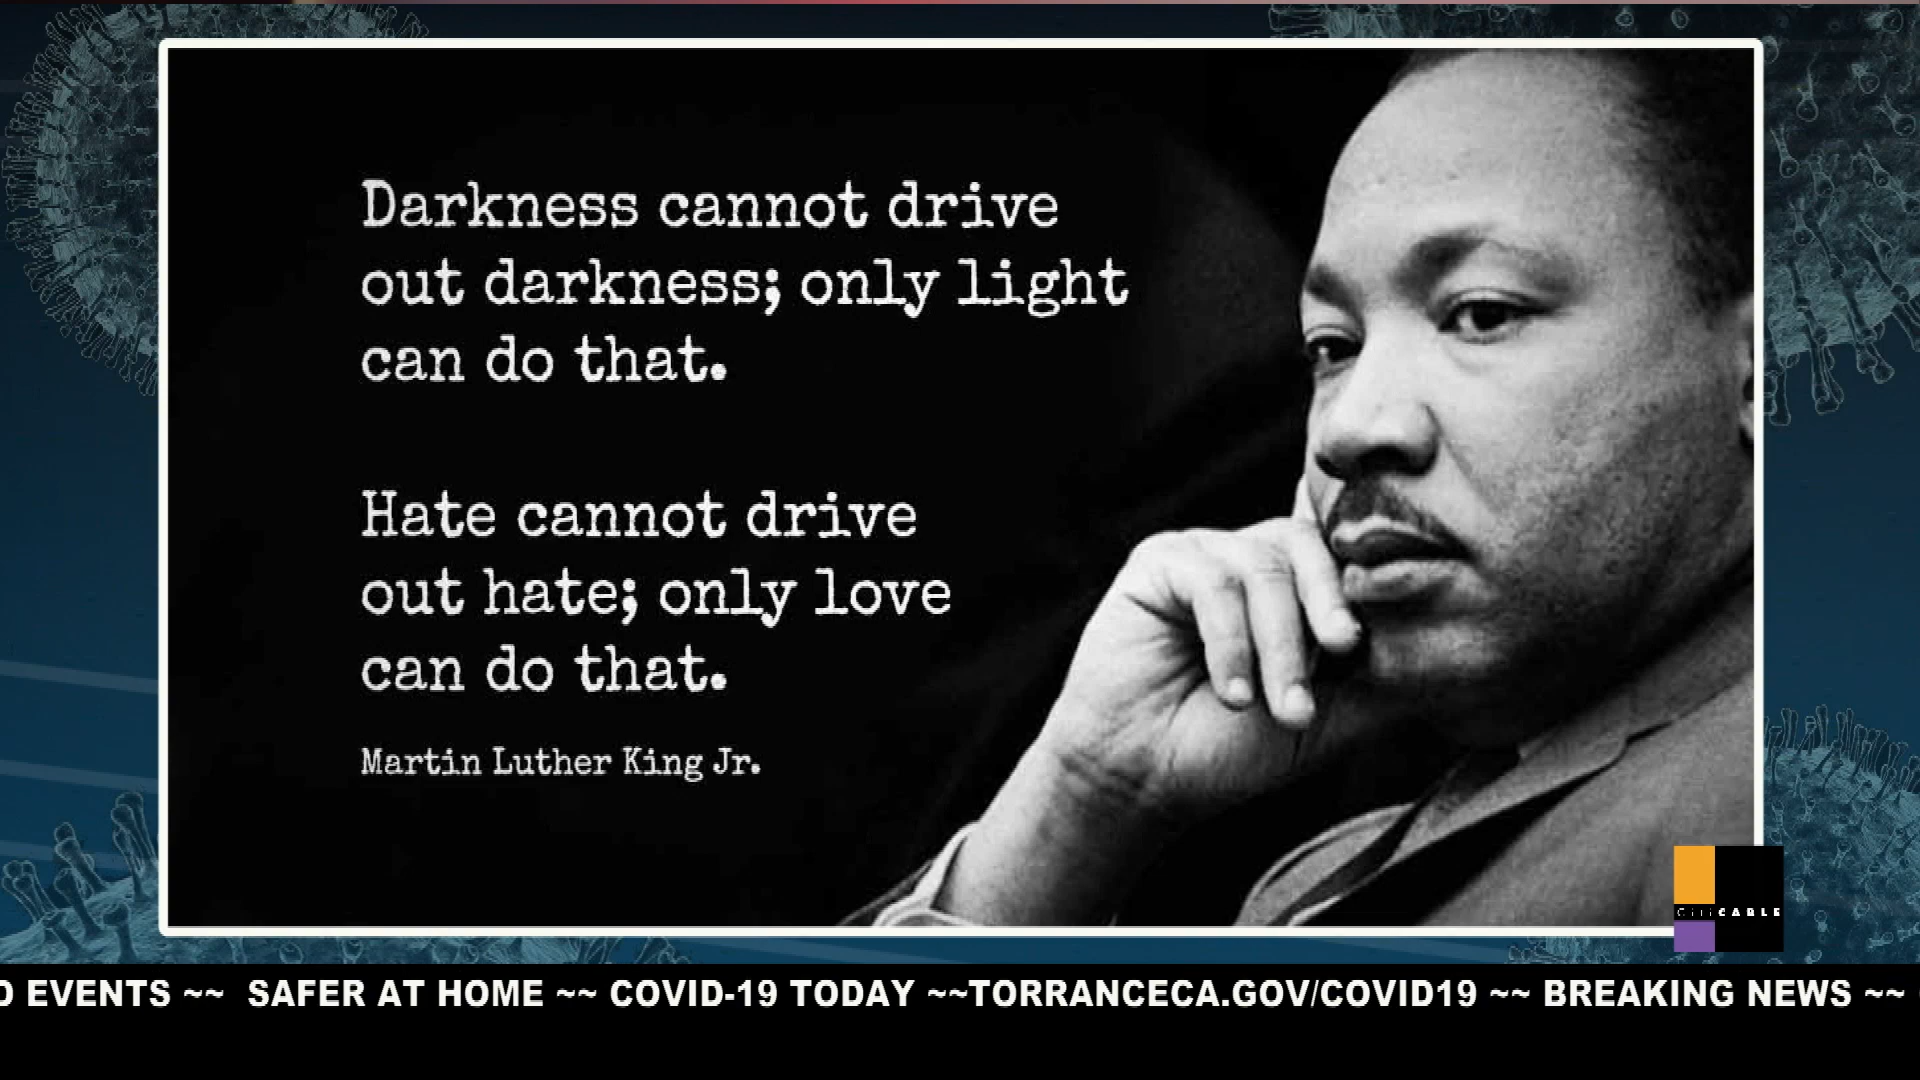 Darkness cannot drive
out darkness; only light
can do that.
Hate cannot drive
out hate; only love
can do that.
Martin Luther King Jr.
CITICABLE
EVENTS ~~ SAFER AT HOME ~~ COVID-19 TODAY ~~TORRANCECA.GOV/COVID19 ~~ BREAKING NEWS ~~